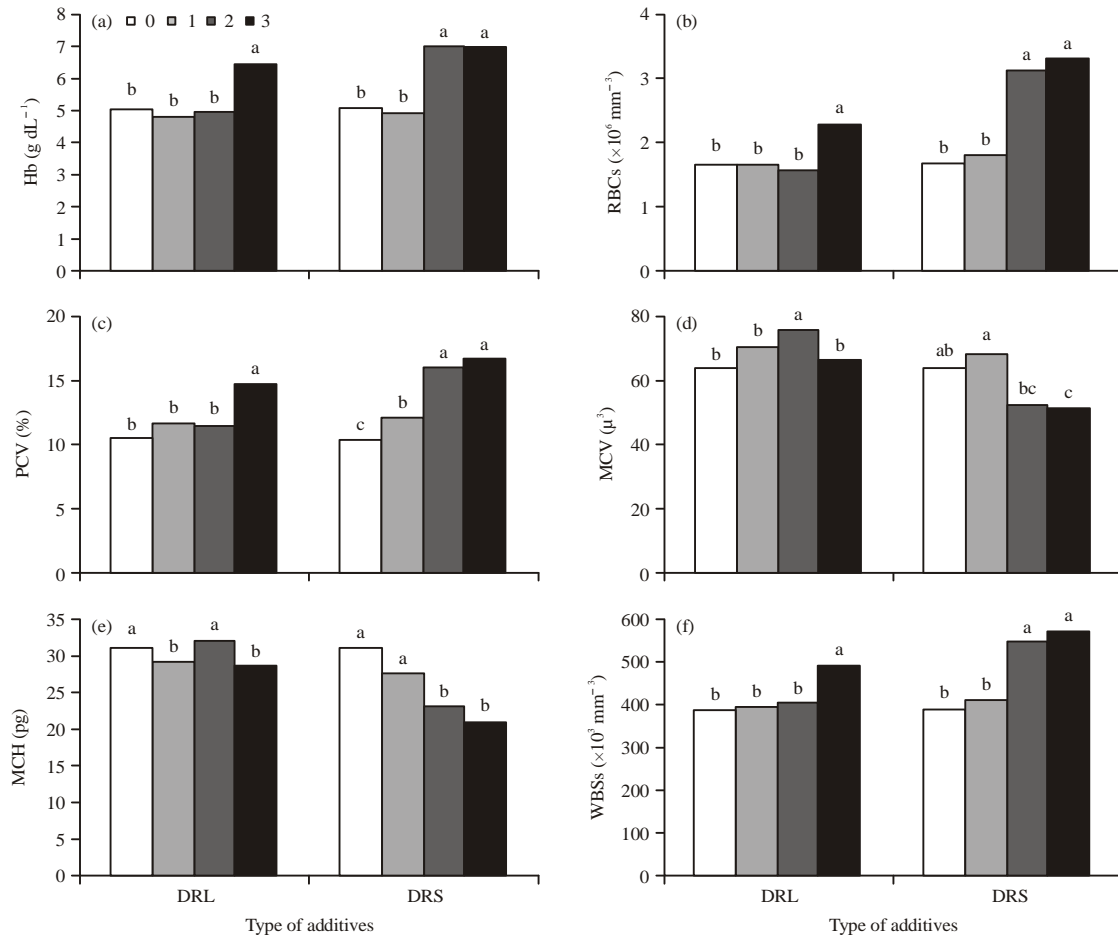 (a) 0 1 2 3
Hb (g dL⁻¹)
8
7
6
5
4
3
2
1
0
b b b a b b a a
(b)
RBCs (×10⁶ mm⁻³)
4
3
2
1
0
b b b a b b a a
(c)
PCV (%)
20
15
10
5
0
b b b a c b a a
(d)
MCV (µ³)
80
60
40
20
0
b b a b ab a bc c
(e)
MCH (pg)
35
30
25
20
15
10
5
0
a b a b a a b b
DRL DRS
Type of additives
(f)
WBSs (×10³ mm⁻³)
600
500
400
300
200
100
0
b b b a b b a a
DRL DRS
Type of additives